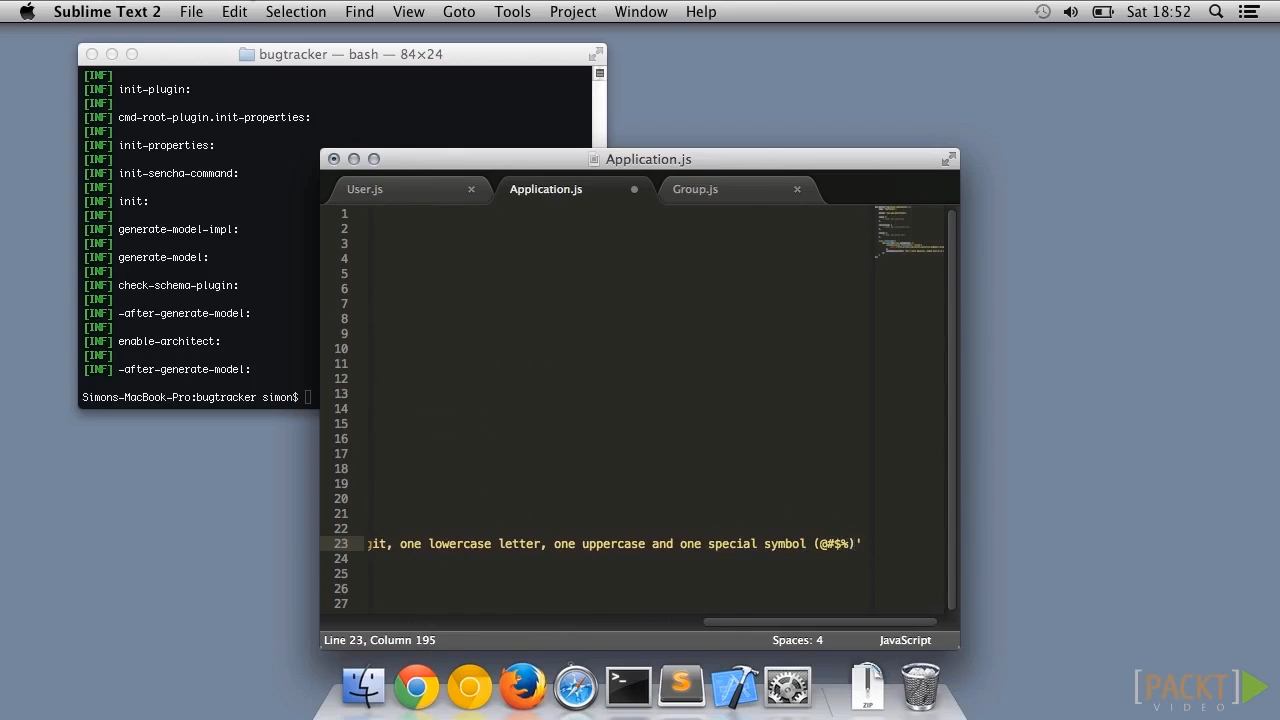 Sublime Text 2 File Edit Selection Find View Goto Tools Project Window Help Sat 18:52
bugtracker — bash — 84×24
[INF]
[INF] init-plugin:
[INF]
[INF] cmd-root-plugin.init-properties:
[INF]
[INF] init-properties:
[INF]
[INF] init-sencha-command:
[INF]
[INF] init:
[INF]
[INF]
[INF]
[INF]
[INF]
[INF] check-schema-plugin:
[INF]
[INF] -after-generate-model:
[INF]
[INF] enable-architect:
[INF]
[INF] -after-generate-model:
Simons-MacBook-Pro:bugtracker simon$
Application.js
User.js × Application.js Group.js ×
1
2
3
4
5
6
7
8
9
10
11
12
13
14
15
16
17
18
19
20
21
22
23 git, one lowercase letter, one uppercase and one special symbol (@#$%)'
24
25
26
27
Line 23, Column 195 Spaces: 4 JavaScript
>_
S
ZIP
[PACKT]
VIDEO